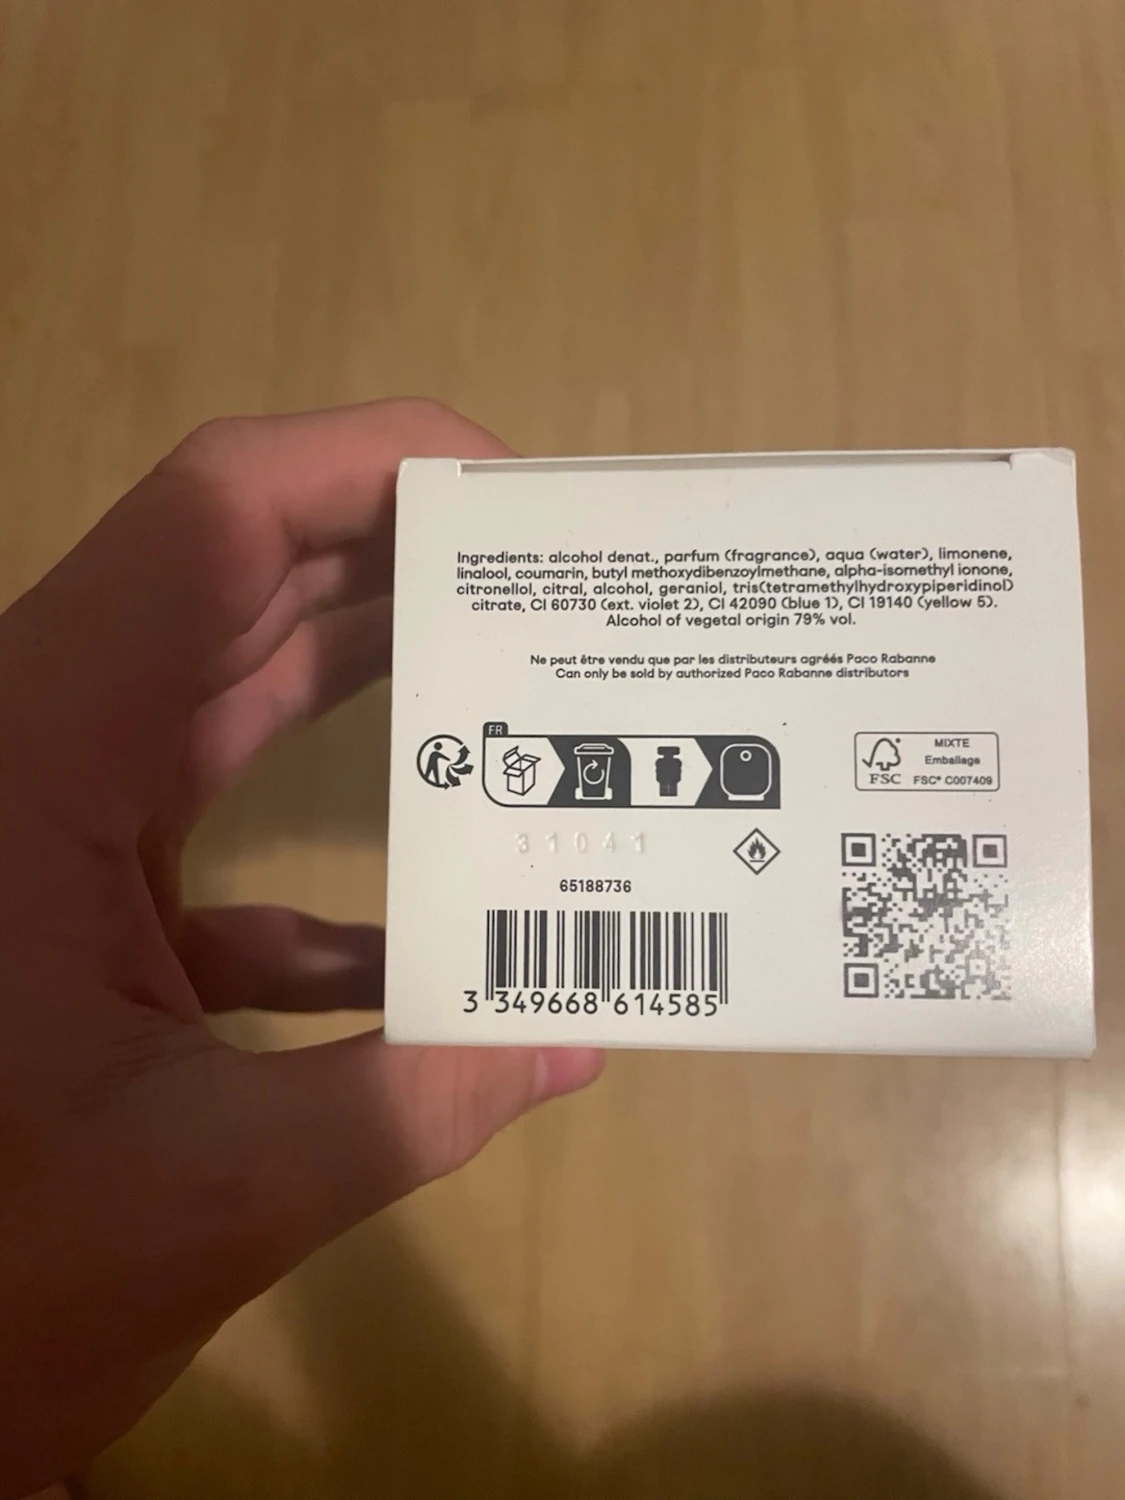 Ingredients: alcohol denat., parfum (fragrance), aqua (water), limonene,
linalool, coumarin, butyl methoxydibenzoylmethane, alpha-isomethyl ionone,
citronellol, citral, alcohol, geraniol, tris(tetramethylhydroxypiperidinol)
citrate, CI 60730 (ext. violet 2), CI 42090 (blue 1), CI 19140 (yellow 5).
Alcohol of vegetal origin 79% vol.
Ne peut être vendu que par les distributeurs agréés Paco Rabanne
Can only be sold by authorized Paco Rabanne distributors
FR
MIXTE
Emballage
FSC FSC® C007409
31041
65188736
3 349668 614585